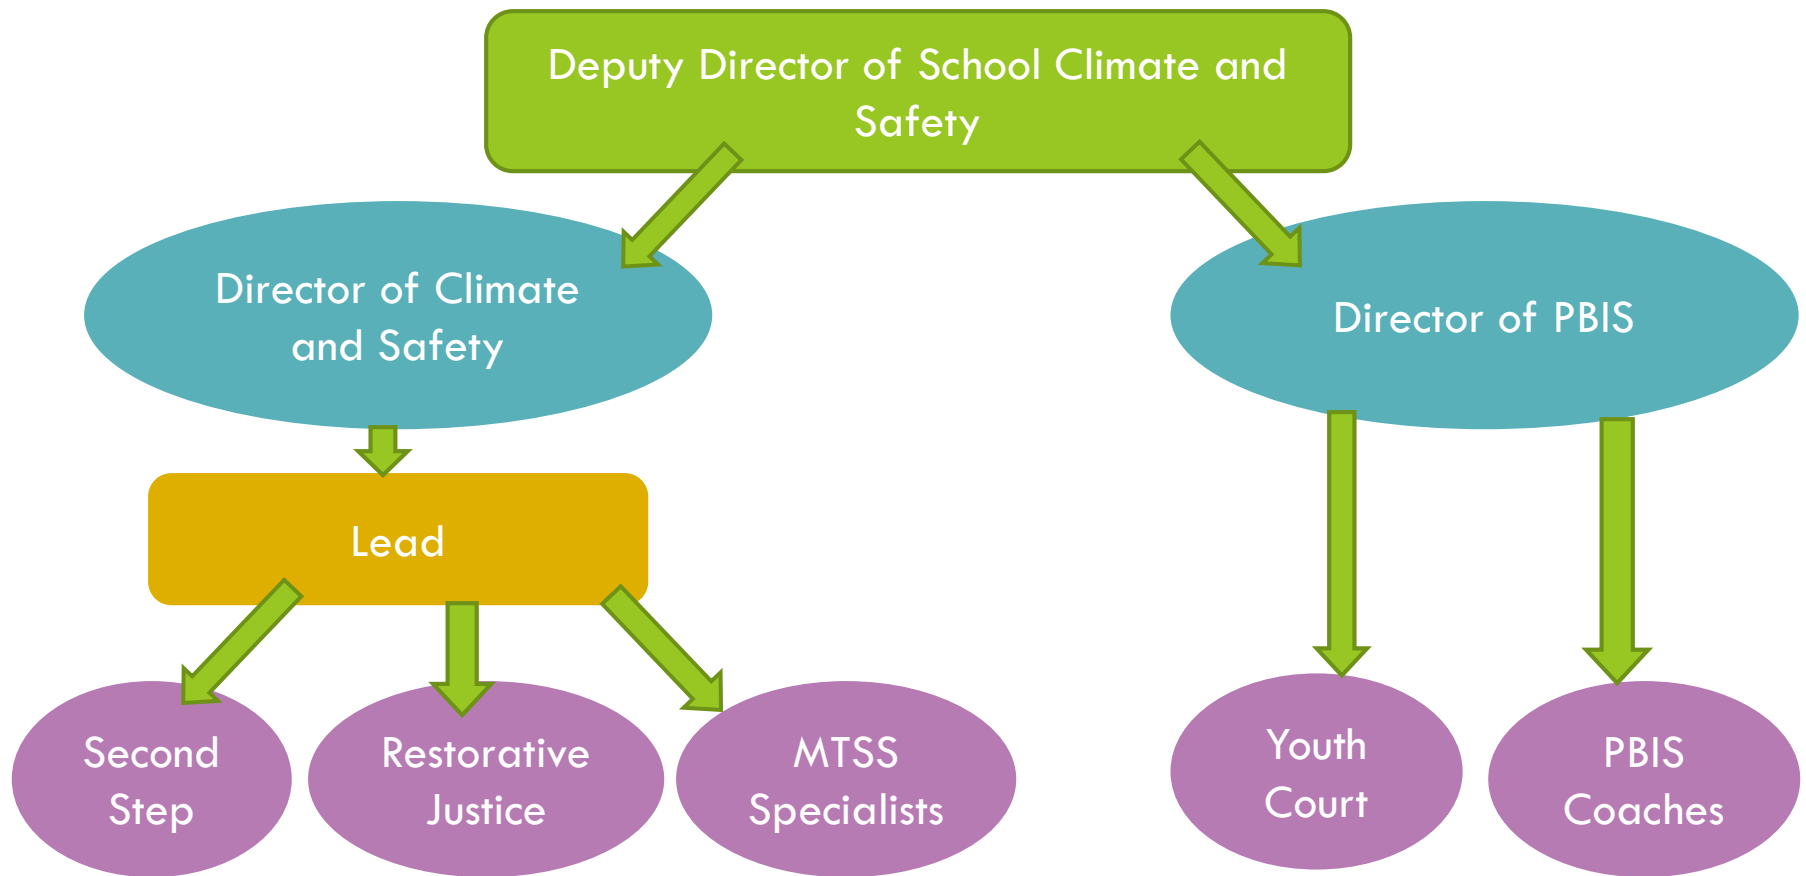 Deputy Director of School Climate and
Safety
Director of Climate
and Safety
Director of PBIS
Lead
Second
Step
Restorative
Justice
MTSS
Specialists
Youth
Court
PBIS
Coaches